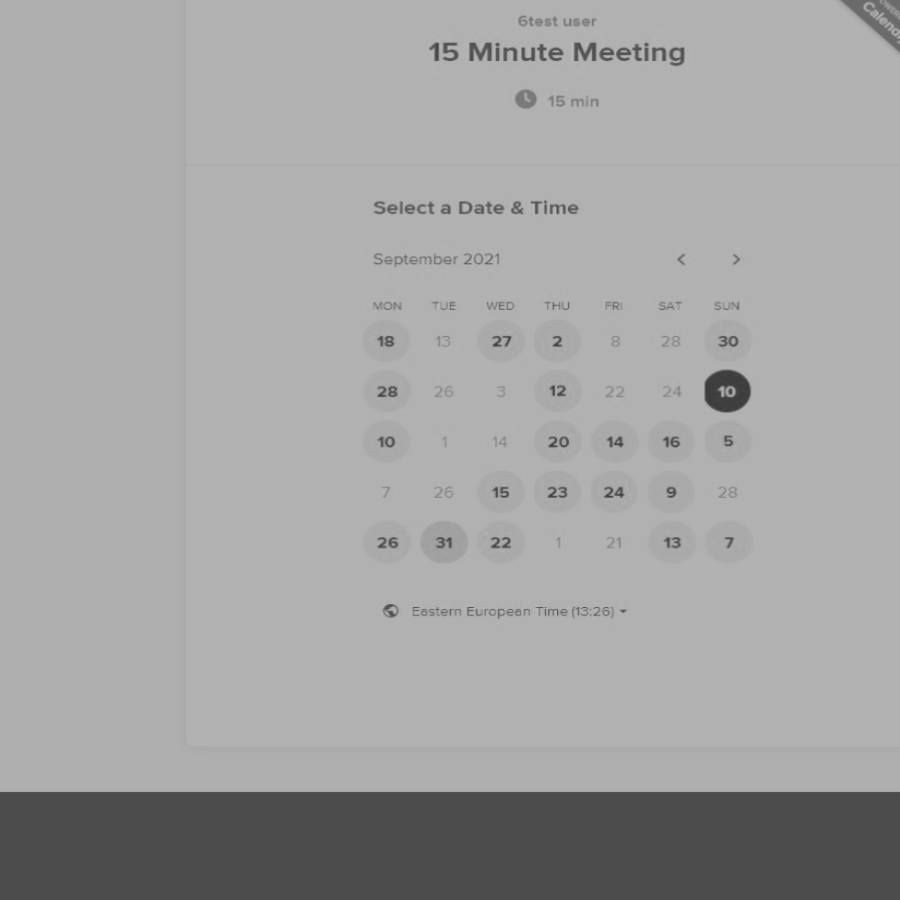 6test user
15 Minute Meeting
15 min
Calendly
Select a Date & Time
September 2021
MON TUE WED THU FRI SAT SUN
18 13 27 2 8 28 30
28 26 3 12 22 24 10
10 1 14 20 14 16 5
7 26 15 23 24 9 28
26 31 22 1 21 13 7
Eastern European Time (13:26)